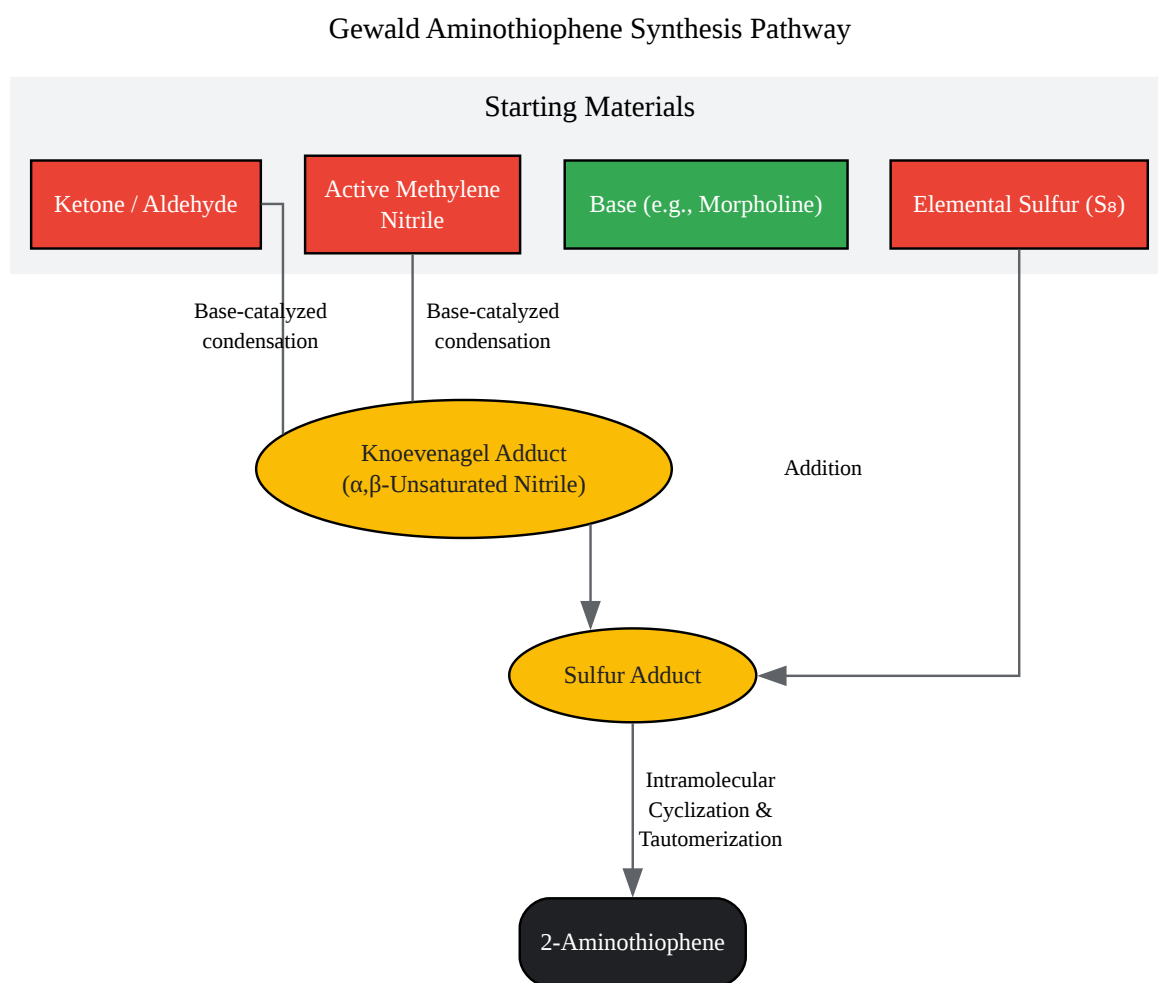 Gewald Aminothiophene Synthesis Pathway
Starting Materials
Ketone / Aldehyde
Active Methylene
Nitrile
Base (e.g., Morpholine)
Elemental Sulfur (S₈)
Base-catalyzed
condensation
Base-catalyzed
condensation
Knoevenagel Adduct
(α,β-Unsaturated Nitrile)
Addition
Sulfur Adduct
Intramolecular
Cyclization &
Tautomerization
2-Aminothiophene